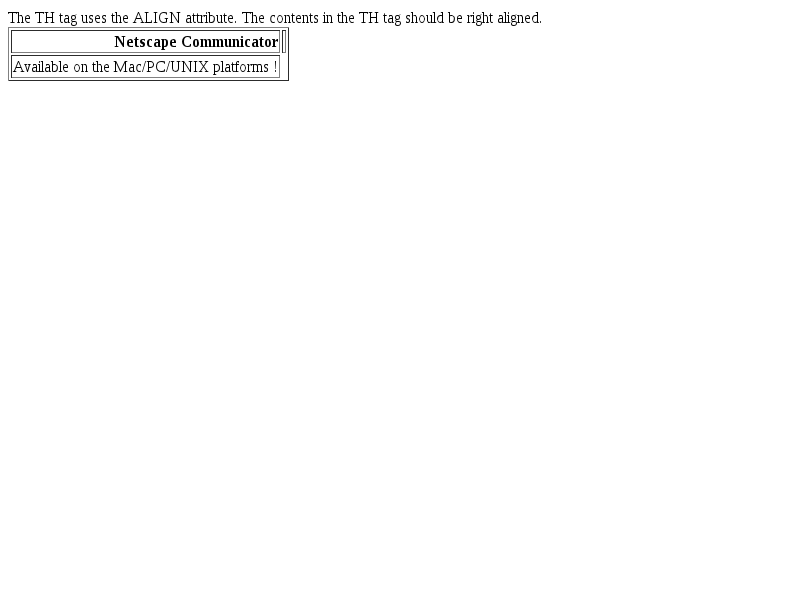 The TH tag uses the ALIGN attribute. The contents in the TH tag should be right aligned.
Netscape Communicator
Available on the Mac/PC/UNIX platforms !